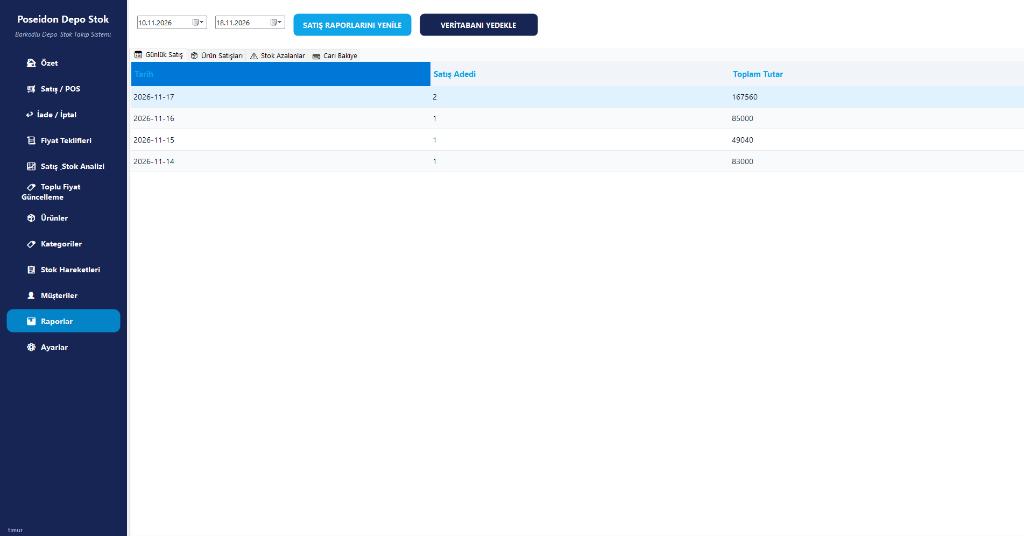 Poseidon Depo Stok
Barkodlu Depo Stok Takip Sistemi
Özet
Satış / POS
İade / İptal
Fiyat Teklifleri
Satış ,Stok Analizi
Toplu Fiyat
Güncelleme
Ürünler
Kategoriler
Stok Hareketleri
Müşteriler
Raporlar
Ayarlar
timur
10.11.2026
18.11.2026
SATIŞ RAPORLARINI YENİLE
VERİTABANI YEDEKLE
Günlük Satış Ürün Satışları Stok Azalanlar Cari Bakiye
Tarih Satış Adedi Toplam Tutar
2026-11-17 2 167560
2026-11-16 1 85000
2026-11-15 1 49040
2026-11-14 1 83000